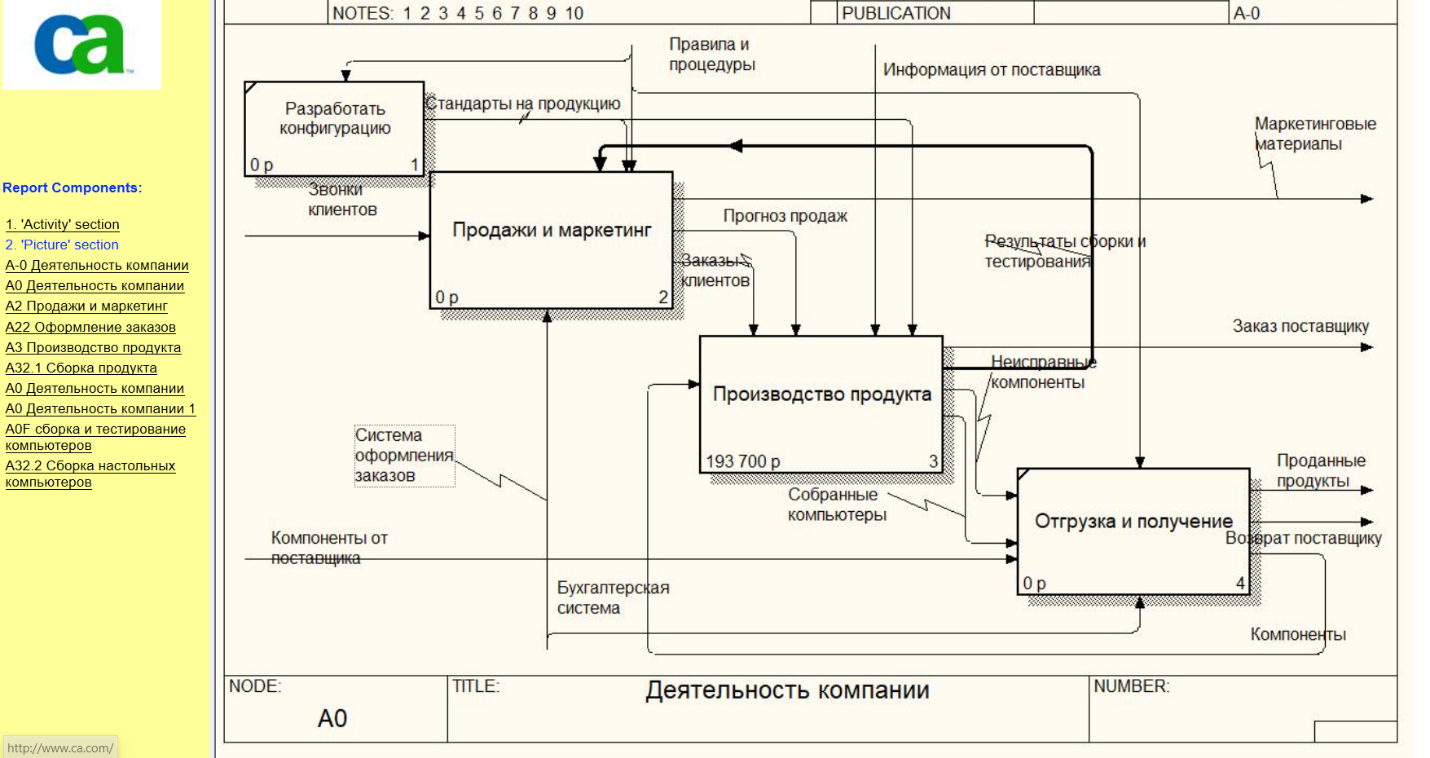 NOTES: 1 2 3 4 5 6 7 8 9 10
PUBLICATION
A-0
ca
Report Components:
1. 'Activity' section
2. 'Picture' section
A-0 Деятельность компании
A0 Деятельность компании
A2 Продажи и маркетинг
A22 Оформление заказов
A3 Производство продукта
A32.1 Сборка продукта
A0 Деятельность компании
A0 Деятельность компании 1
A0F сборка и тестирование
компьютеров
A32.2 Сборка настольных
компьютеров
http://www.ca.com/
Правила и
процедуры
Информация от поставщика
Разработать
конфигурацию
0 р
1
Стандарты на продукцию
Маркетинговые
материалы
Звонки
клиентов
Продажи и маркетинг
0 р
2
Прогноз продаж
Заказы
клиентов
Результаты сборки и
тестирования
Заказ поставщику
Неисправные
компоненты
Производство продукта
193 700 р
3
Система
оформления
заказов
Собранные
компьютеры
Проданные
продукты
Отгрузка и получение
0 р
4
Возврат поставщику
Компоненты от
поставщика
Бухгалтерская
система
Компоненты
NODE:
A0
TITLE:
Деятельность компании
NUMBER: